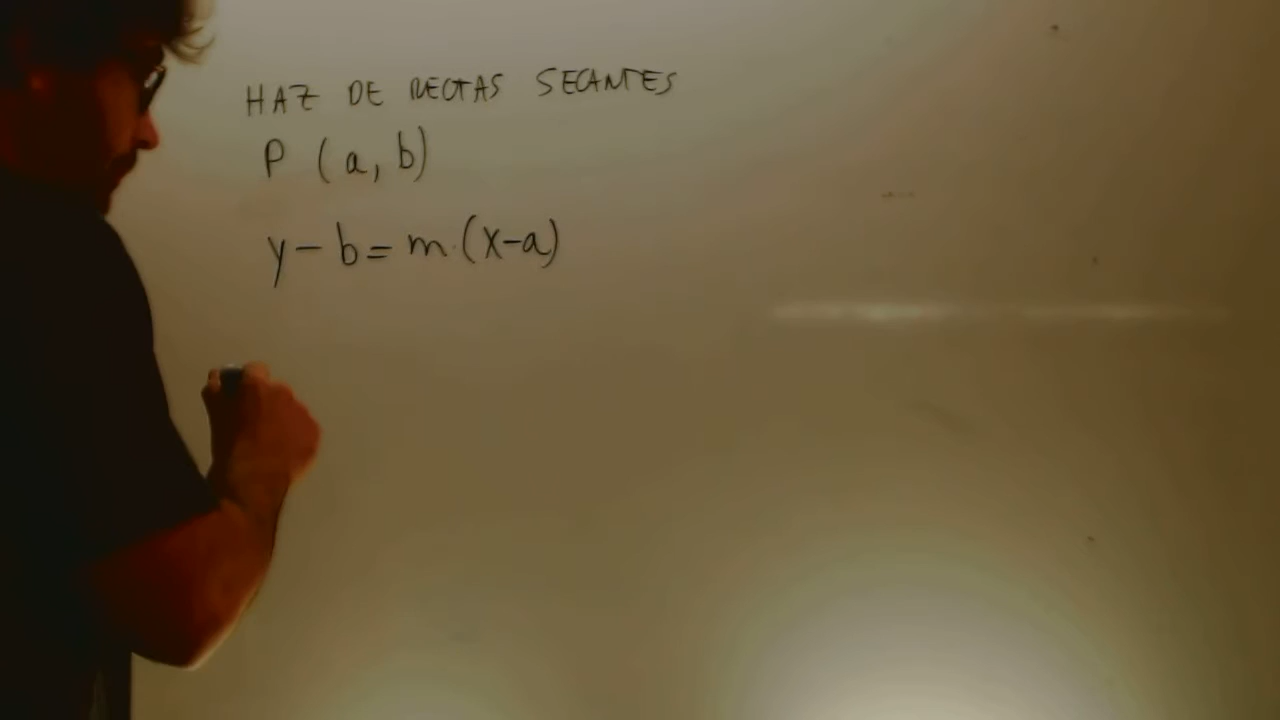 HAZ DE RECTAS SECANTES
P (a, b)
y - b = m · (x - a)